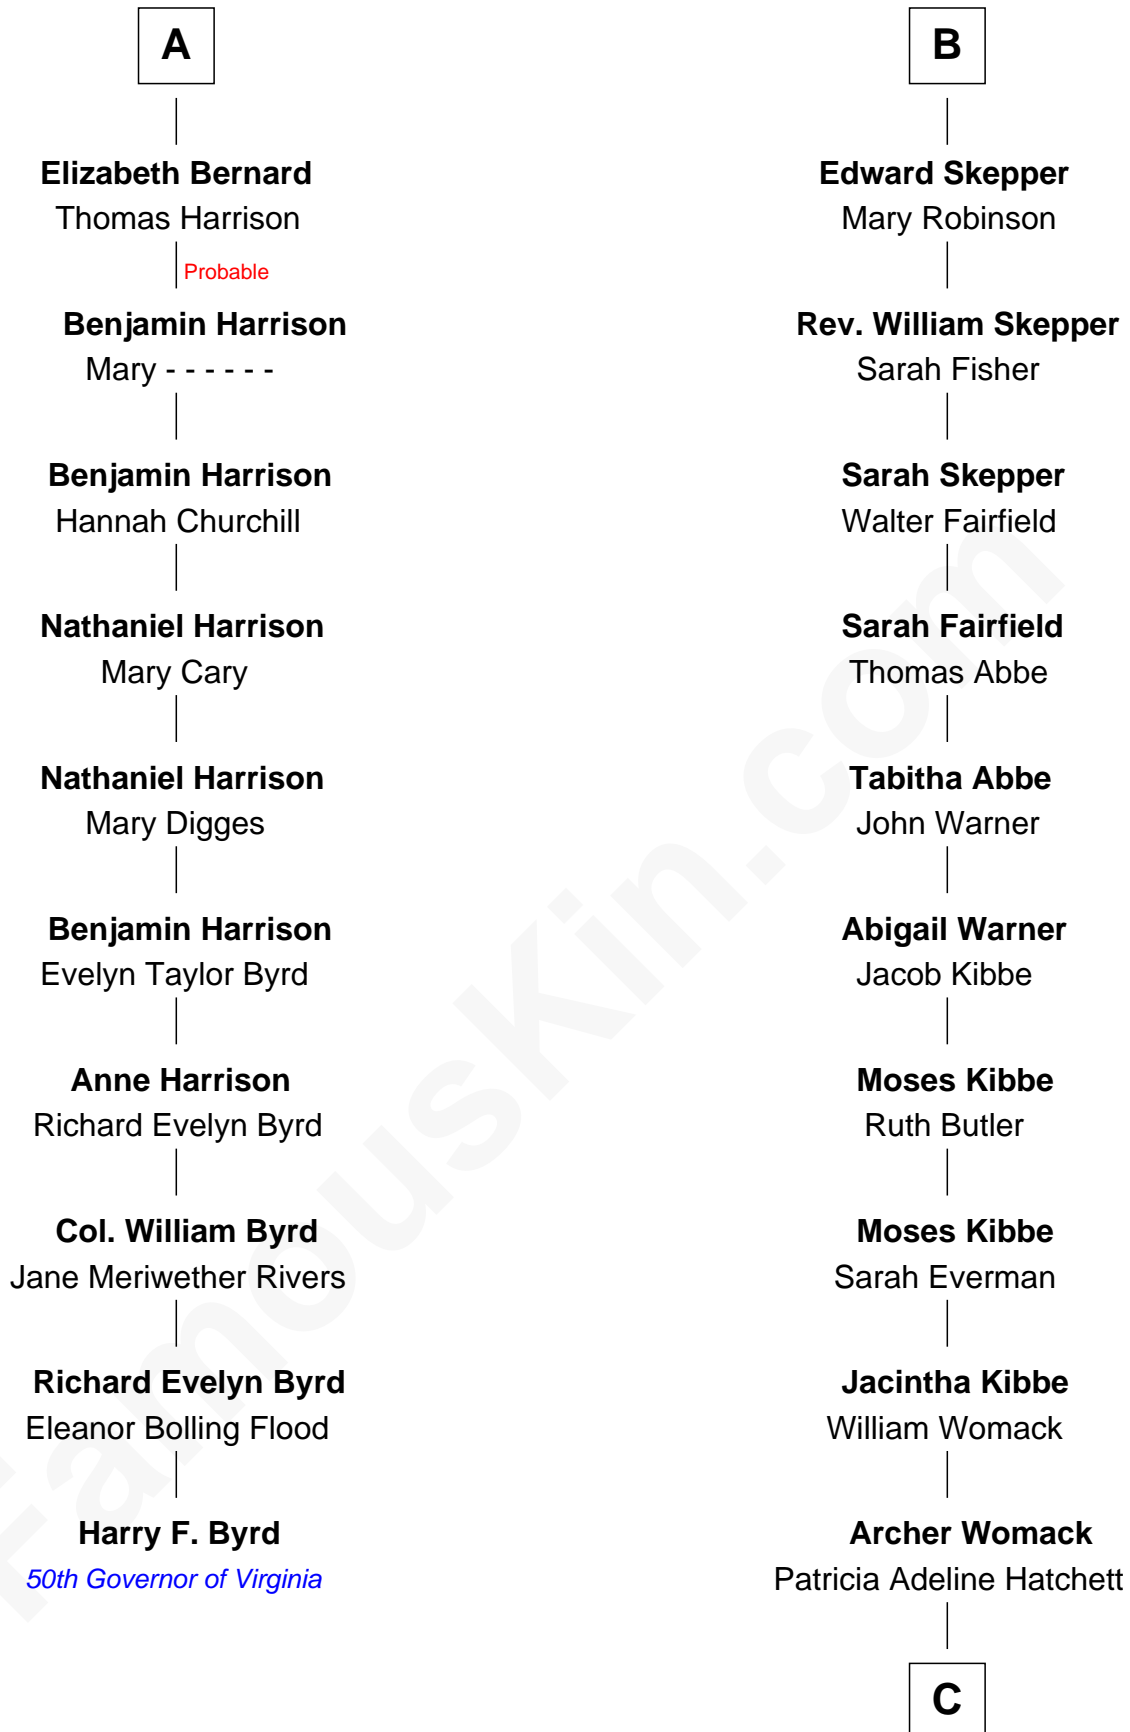 A
Elizabeth Bernard
Thomas Harrison
Probable
Benjamin Harrison
Mary - - - - - -
Benjamin Harrison
Hannah Churchill
Nathaniel Harrison
Mary Cary
Nathaniel Harrison
Mary Digges
Benjamin Harrison
Evelyn Taylor Byrd
Anne Harrison
Richard Evelyn Byrd
Col. William Byrd
Jane Meriwether Rivers
Richard Evelyn Byrd
Eleanor Bolling Flood
Harry F. Byrd
50th Governor of Virginia
B
Edward Skepper
Mary Robinson
Rev. William Skepper
Sarah Fisher
Sarah Skepper
Walter Fairfield
Sarah Fairfield
Thomas Abbe
Tabitha Abbe
John Warner
Abigail Warner
Jacob Kibbe
Moses Kibbe
Ruth Butler
Moses Kibbe
Sarah Everman
Jacintha Kibbe
William Womack
Archer Womack
Patricia Adeline Hatchett
C
FamousKin.com